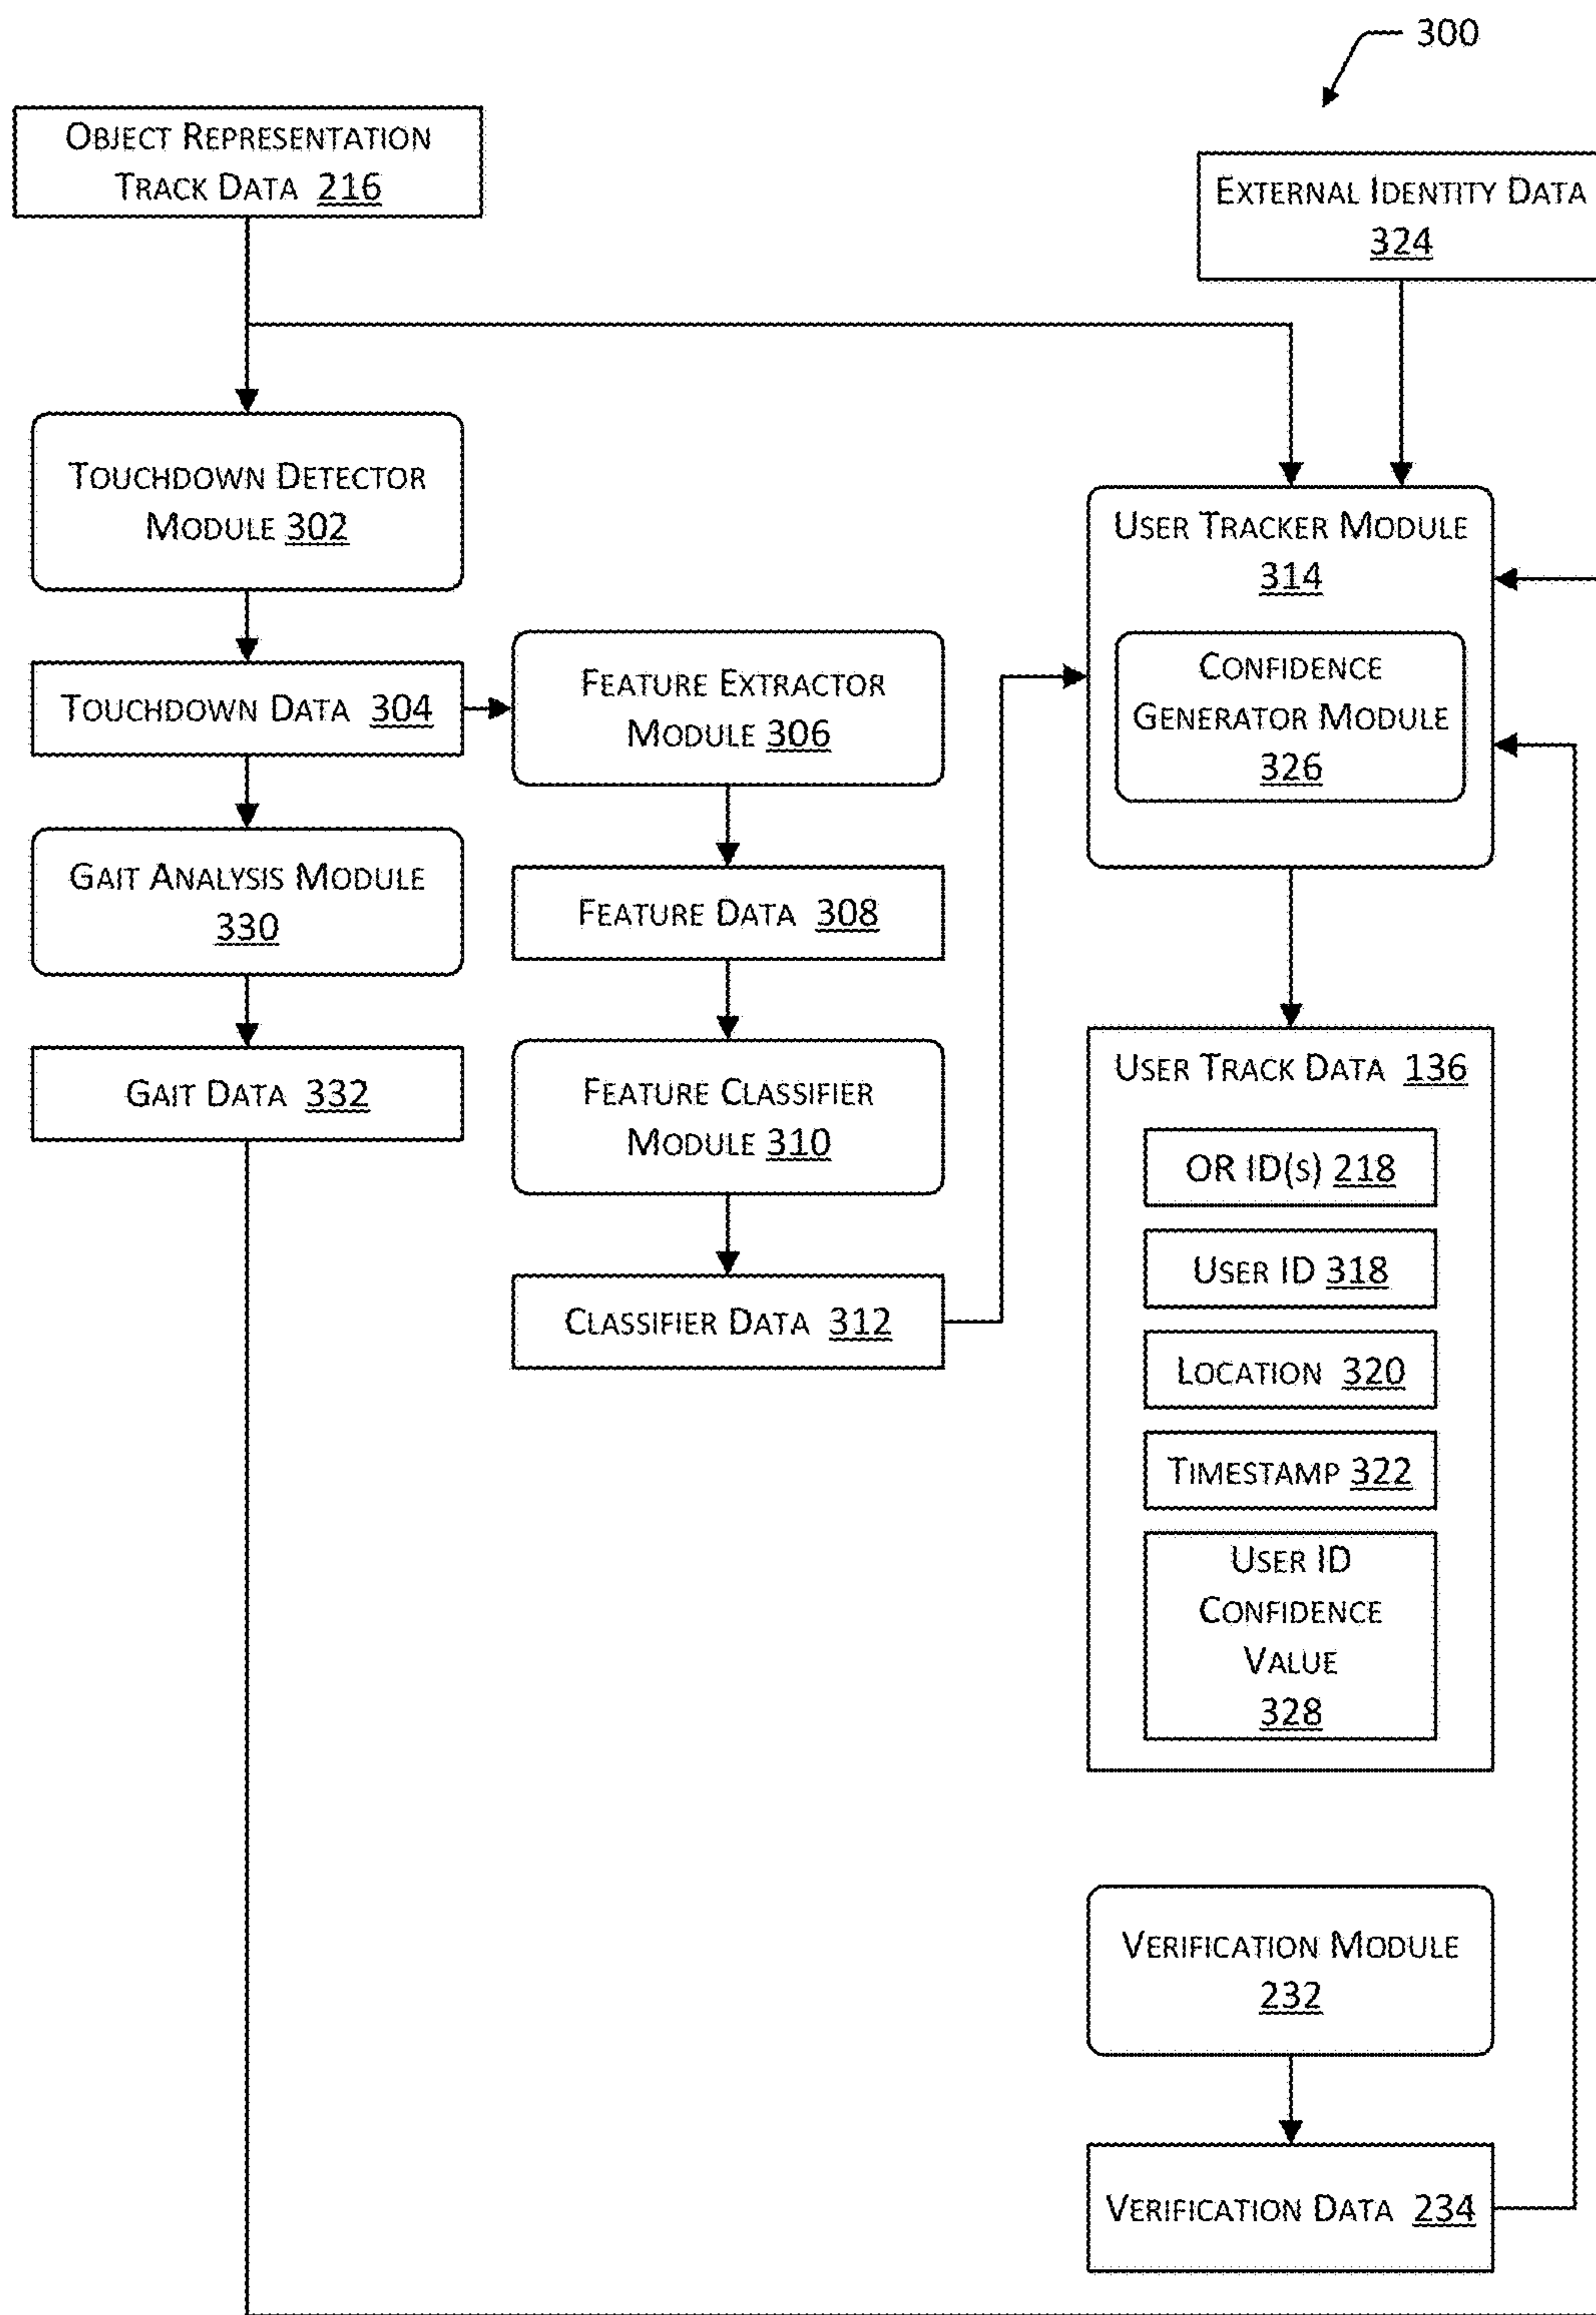 300
OBJECT REPRESENTATION
TRACK DATA 216
EXTERNAL IDENTITY DATA
324
TOUCHDOWN DETECTOR
MODULE 302
TOUCHDOWN DATA 304
GAIT ANALYSIS MODULE
330
GAIT DATA 332
FEATURE EXTRACTOR
MODULE 306
FEATURE DATA 308
FEATURE CLASSIFIER
MODULE 310
CLASSIFIER DATA 312
USER TRACKER MODULE
314
CONFIDENCE
GENERATOR MODULE
326
USER TRACK DATA 136
OR ID(S) 218
USER ID 318
LOCATION 320
TIMESTAMP 322
USER ID
CONFIDENCE
VALUE
328
VERIFICATION MODULE
232
VERIFICATION DATA 234